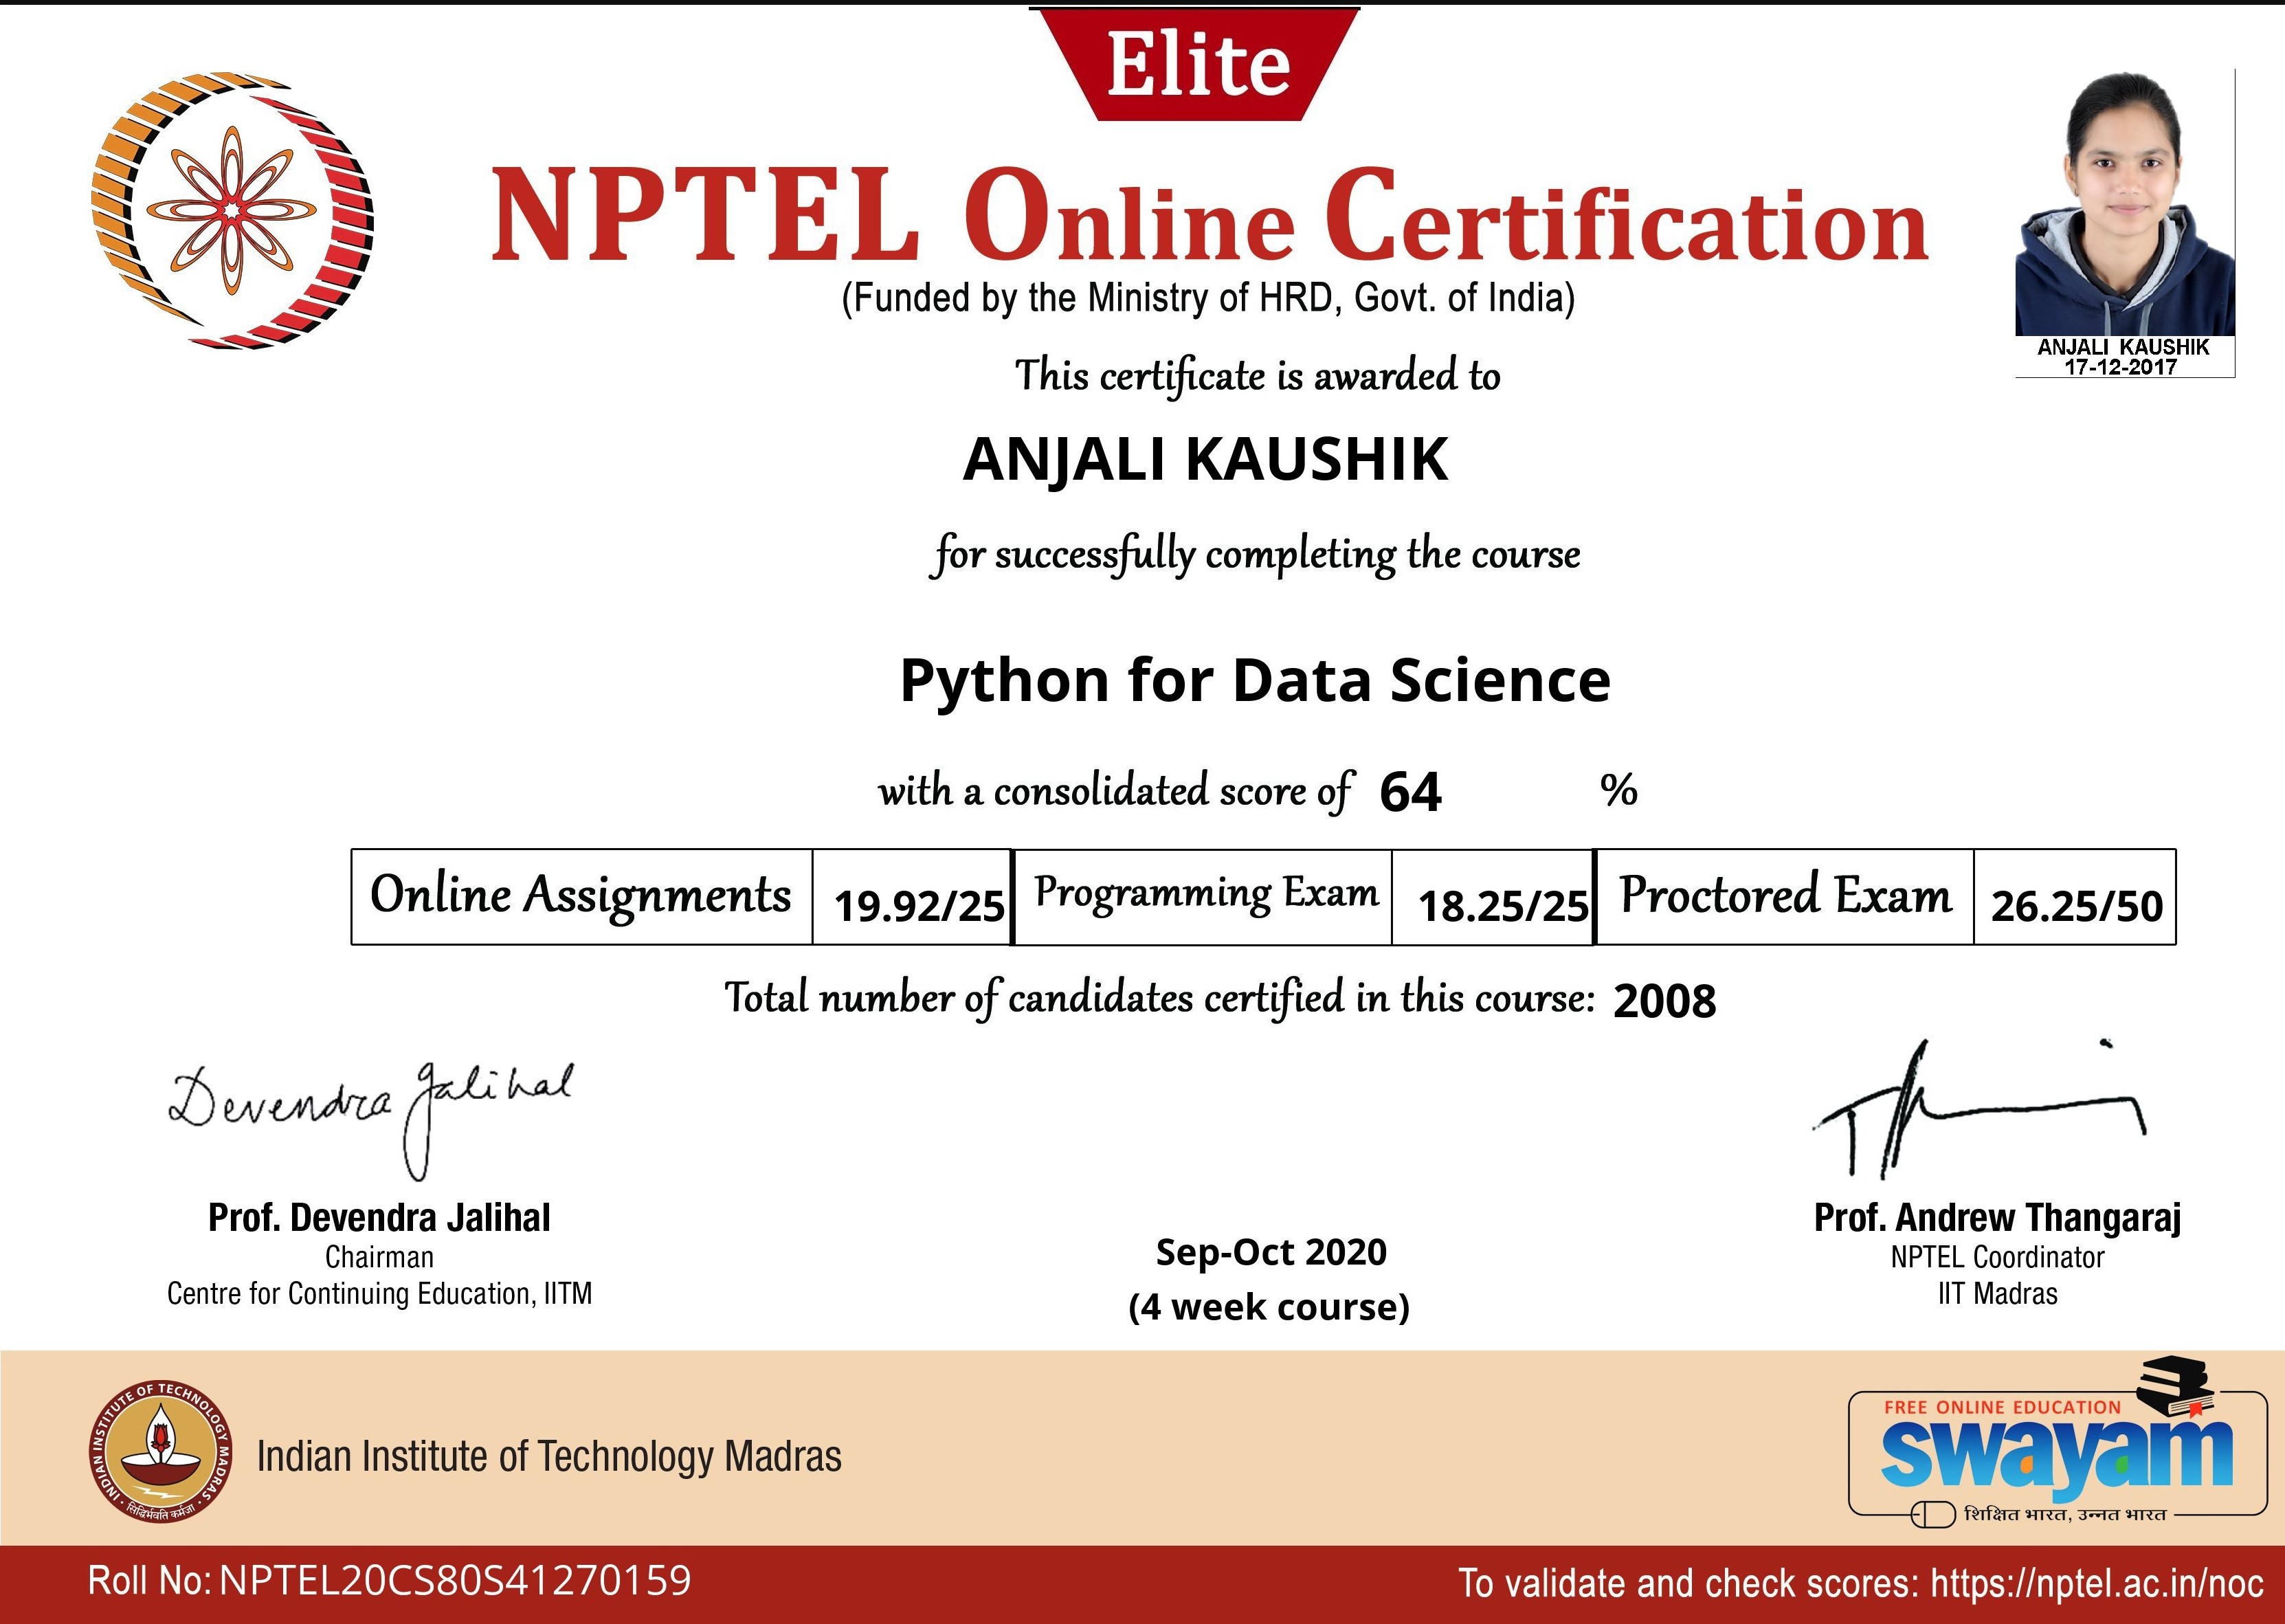 Elite
NPTEL Online Certification
(Funded by the Ministry of HRD, Govt. of India)
ANJALI KAUSHIK
17-12-2017
This certificate is awarded to
ANJALI KAUSHIK
for successfully completing the course
Python for Data Science
with a consolidated score of 64 %
Online Assignments 19.92/25 Programming Exam 18.25/25 Proctored Exam 26.25/50
Total number of candidates certified in this course: 2008
Devendra Jalihal
Prof. Devendra Jalihal
Chairman
Centre for Continuing Education, IITM
Sep-Oct 2020
(4 week course)
Prof. Andrew Thangaraj
NPTEL Coordinator
IIT Madras
INDIAN INSTITUTE OF TECHNOLOGY MADRAS
सिद्धिर्भवति कर्मजा
Indian Institute of Technology Madras
FREE ONLINE EDUCATION
swayam
शिक्षित भारत, उन्नत भारत
Roll No: NPTEL20CS80S41270159
To validate and check scores: https://nptel.ac.in/noc